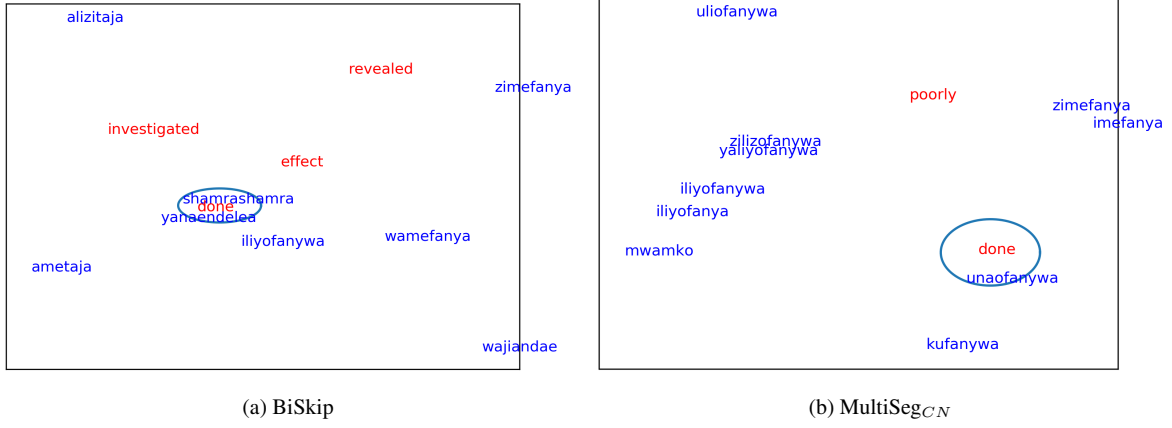 alizitaja
revealed
zimefanya
investigated
effect
shamrashamra
done
yanaendelea
iliyofanywa
wamefanya
ametaja
wajiandae
(a) BiSkip
uliofanywa
poorly
zimefanya
imefanya
zilizofanywa
yaliyofanywa
iliyofanywa
iliyofanya
mwamko
done
unaofanywa
kufanywa
(b) MultiSeg_{CN}